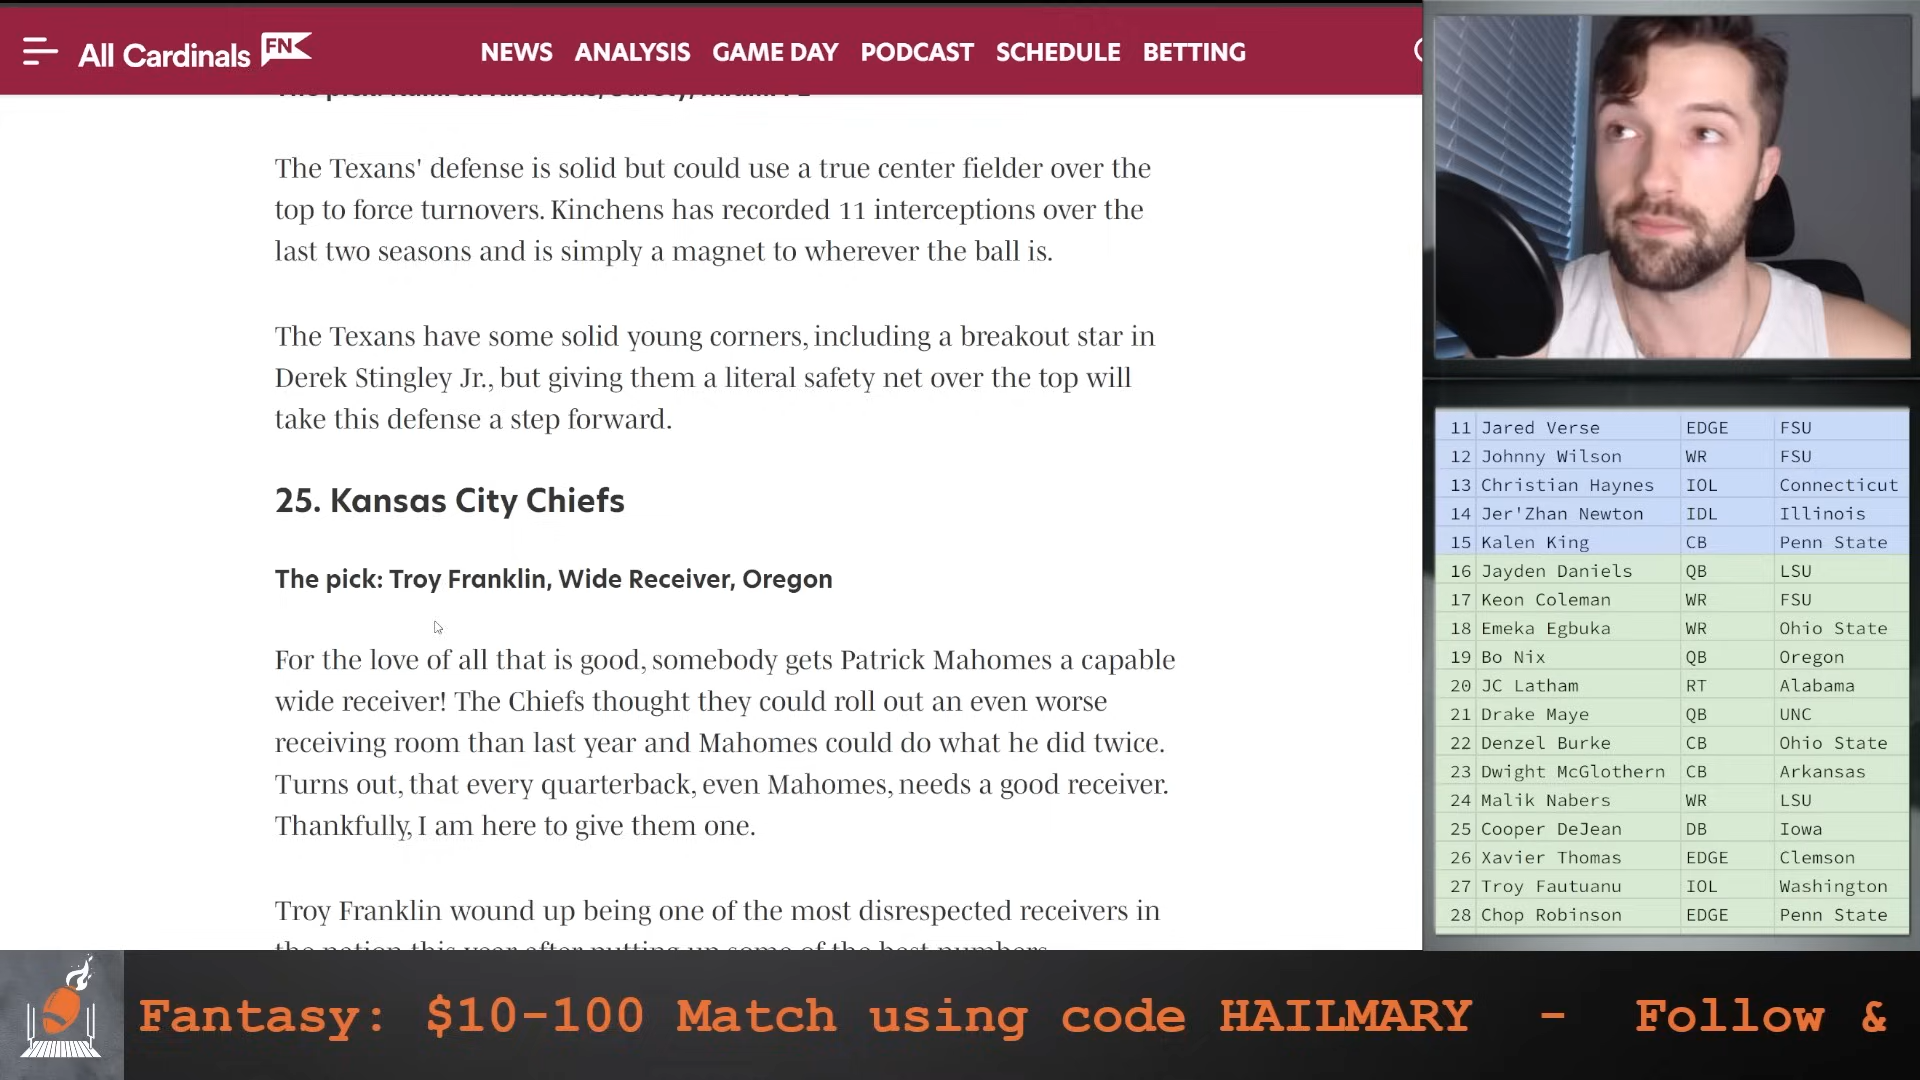 All Cardinals FN
NEWS ANALYSIS GAME DAY PODCAST SCHEDULE BETTING
The Texans' defense is solid but could use a true center fielder over the
top to force turnovers. Kinchens has recorded 11 interceptions over the
last two seasons and is simply a magnet to wherever the ball is.
The Texans have some solid young corners, including a breakout star in
Derek Stingley Jr., but giving them a literal safety net over the top will
take this defense a step forward.
25. Kansas City Chiefs
The pick: Troy Franklin, Wide Receiver, Oregon
For the love of all that is good, somebody gets Patrick Mahomes a capable
wide receiver! The Chiefs thought they could roll out an even worse
receiving room than last year and Mahomes could do what he did twice.
Turns out, that every quarterback, even Mahomes, needs a good receiver.
Thankfully, I am here to give them one.
Troy Franklin wound up being one of the most disrespected receivers in
the nation this year after putting up some of the best numbers
11 Jared Verse EDGE FSU
12 Johnny Wilson WR FSU
13 Christian Haynes IOL Connecticut
14 Jer'Zhan Newton IDL Illinois
15 Kalen King CB Penn State
16 Jayden Daniels QB LSU
17 Keon Coleman WR FSU
18 Emeka Egbuka WR Ohio State
19 Bo Nix QB Oregon
20 JC Latham RT Alabama
21 Drake Maye QB UNC
22 Denzel Burke CB Ohio State
23 Dwight McGlothern CB Arkansas
24 Malik Nabers WR LSU
25 Cooper DeJean DB Iowa
26 Xavier Thomas EDGE Clemson
27 Troy Fautuanu IOL Washington
28 Chop Robinson EDGE Penn State
Fantasy: $10-100 Match using code HAILMARY - Follow &